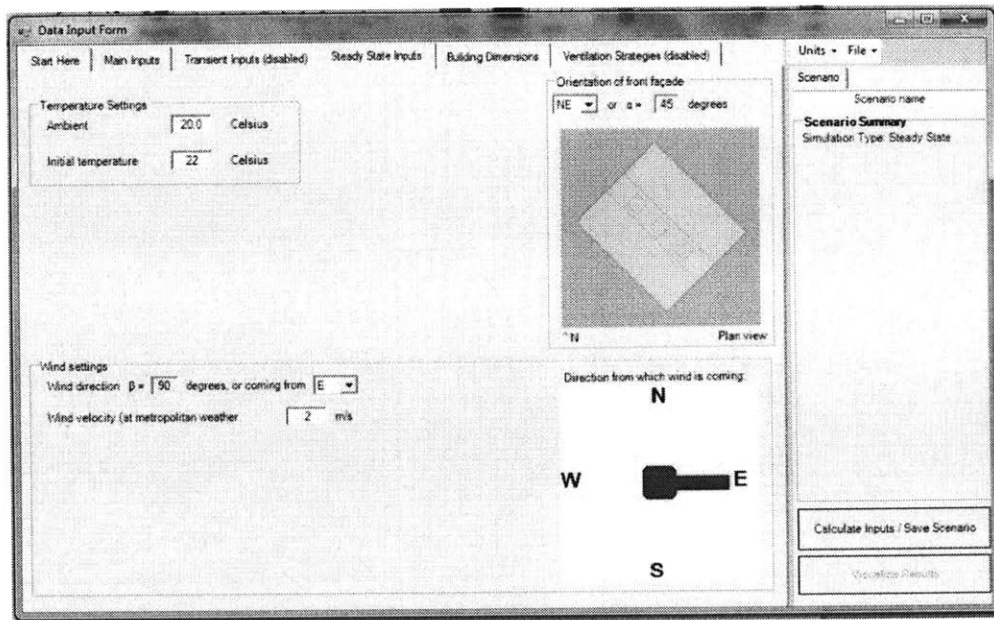 Data Input Form
Start Here Main Inputs Transient Inputs (disabled) Steady State Inputs Building Dimensions Ventilation Strategies (disabled)
Units File
Temperature Settings
Ambient 20.0 Celsius
Initial temperature 22 Celsius
Orientation of front façade
NE or α = 45 degrees
^N Plan view
Wind settings
Wind direction β = 90 degrees, or coming from E
Wind velocity (at metropolitan weather 2 m/s
Direction from which wind is coming:
N
W E
S
Scenario
Scenario name
Scenario Summary
Simulation Type: Steady State
Calculate Inputs / Save Scenario
Visualize Results